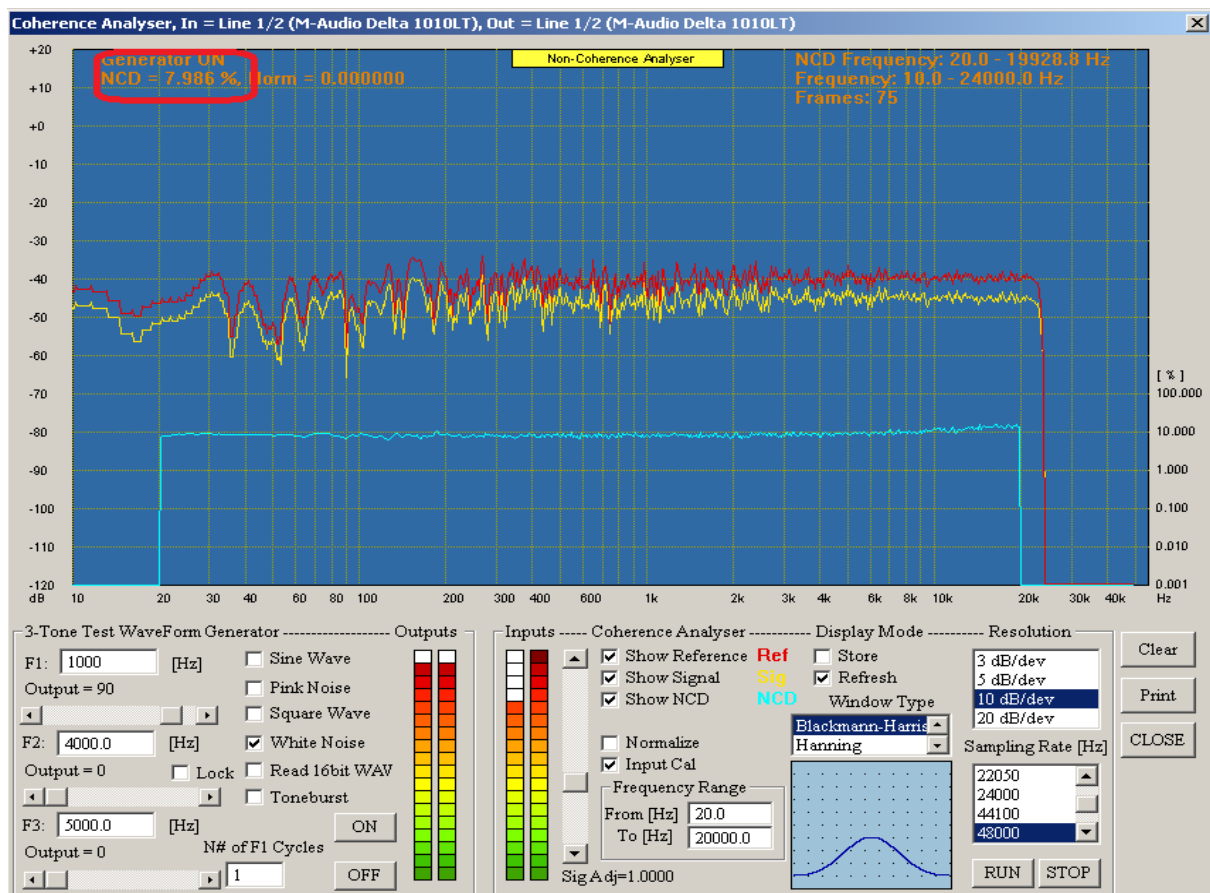 Coherence Analyser, In = Line 1/2 (M-Audio Delta 1010LT), Out = Line 1/2 (M-Audio Delta 1010LT)
Generator ON
NCD = 7.986 %, Norm = 0.000000
Non-Coherence Analyser
NCD Frequency: 20.0 - 19928.8 Hz
Frequency: 10.0 - 24000.0 Hz
Frames: 75
+20
+10
+0
-10
-20
-30
-40
-50
-60
-70
-80
-90
-100
-110
-120
dB
[ % ]
100.000
10.000
1.000
0.100
0.010
0.001
10 20 30 40 60 80 100 200 300 400 600 1k 2k 3k 4k 6k 8k 10k 20k 30k 40k Hz
3-Tone Test WaveForm Generator ----------------- Outputs
F1: 1000 [Hz]
Output = 90
F2: 4000.0 [Hz]
Output = 0
Lock
F3: 5000.0 [Hz]
Output = 0
N# of F1 Cycles
1
Sine Wave
Pink Noise
Square Wave
White Noise
Read 16bit WAV
Toneburst
ON
OFF
Inputs ----- Coherence Analyser --------- Display Mode -------- Resolution
Show Reference Ref
Show Signal Sig
Show NCD NCD
Normalize
Input Cal
Frequency Range
From [Hz] 20.0
To [Hz] 20000.0
SigAdj=1.0000
Store
Refresh
Window Type
Blackmann-Harris
Hanning
3 dB/dev
5 dB/dev
10 dB/dev
20 dB/dev
Sampling Rate [Hz]
22050
24000
44100
48000
RUN
STOP
Clear
Print
CLOSE